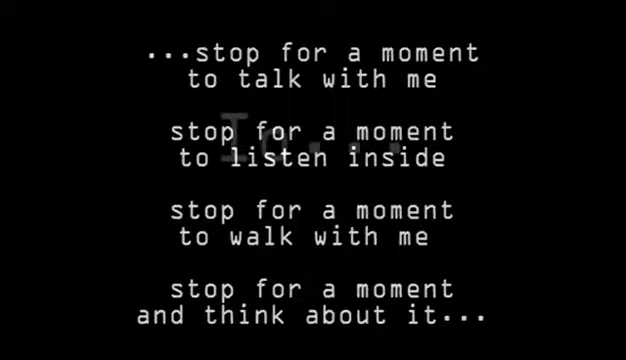 ...stop for a moment
to talk with me
stop for a moment
to listen inside
stop for a moment
to walk with me
stop for a moment
and think about it...